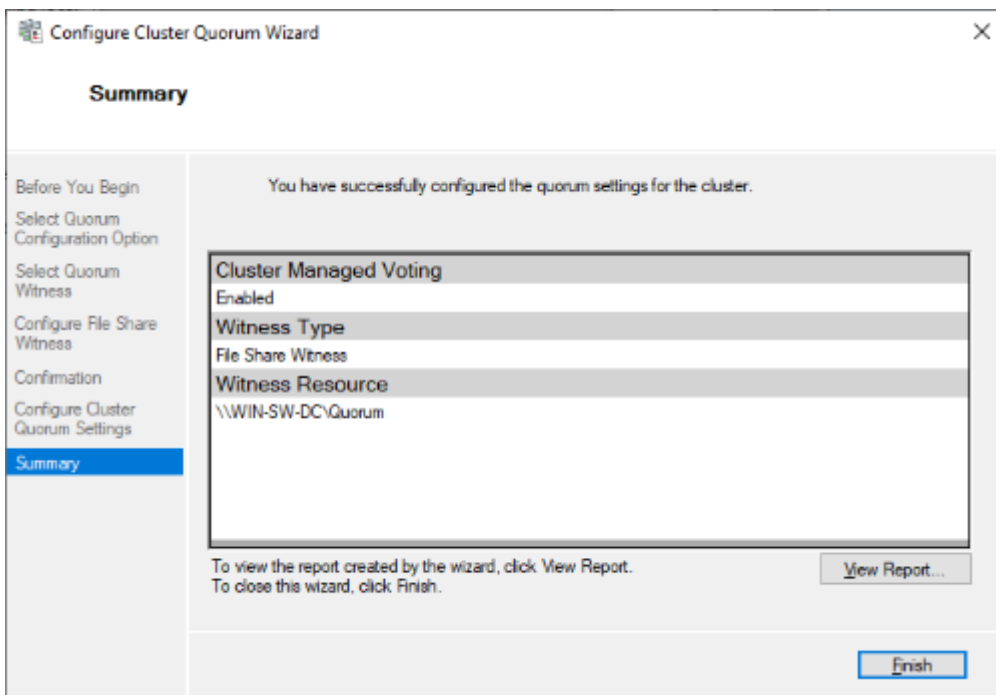 Configure Cluster Quorum Wizard
Summary
Before You Begin
Select Quorum
Configuration Option
Select Quorum
Witness
Configure File Share
Witness
Confirmation
Configure Cluster
Quorum Settings
Summary
You have successfully configured the quorum settings for the cluster.
Cluster Managed Voting
Enabled
Witness Type
File Share Witness
Witness Resource
\\WIN-SW-DC\Quorum
To view the report created by the wizard, click View Report.
To close this wizard, click Finish.
View Report...
Finish